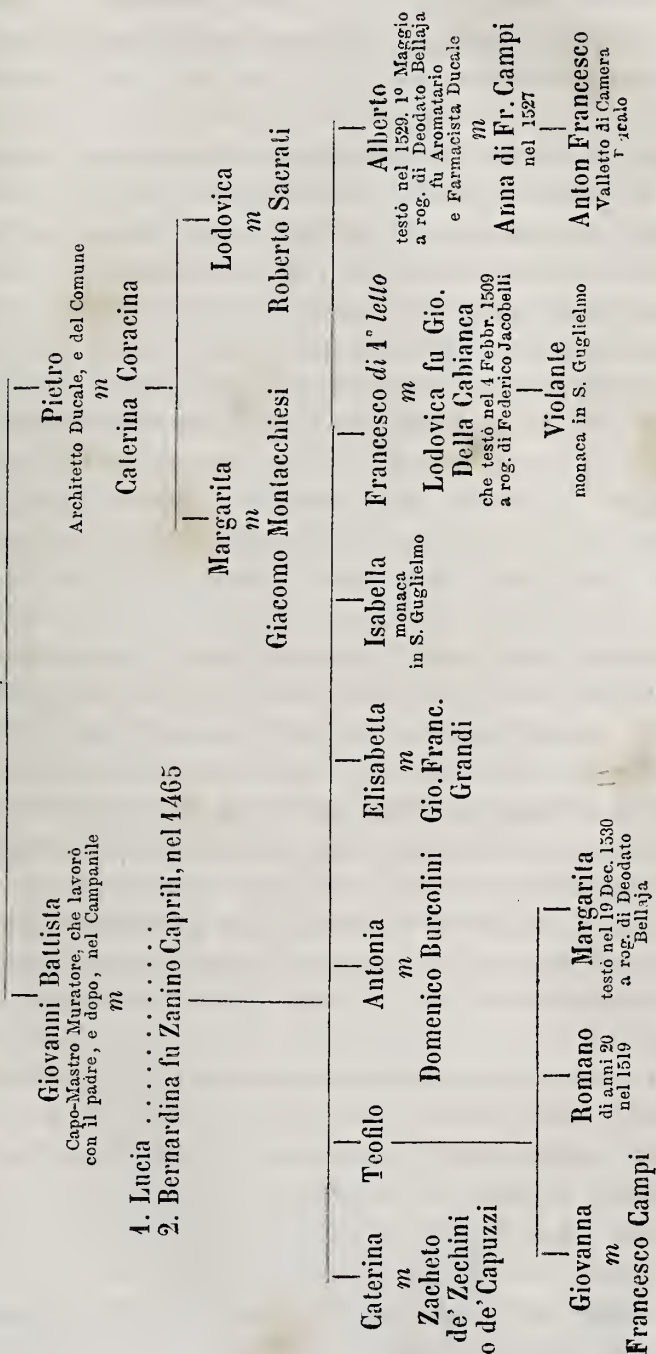 Giovanni Battista
Capo-Mastro Muratore, che lavorò
con il padre, e dopo, nel Campanile
m
1. Lucia . . . . . . . . . . . .
2. Bernardina fu Zanino Caprili, nel 1465
Pietro
Architetto Ducale, e del Comune
m
Caterina Coracina
Margarita
m
Giacomo Montacchiesi
Lodovica
m
Roberto Sacrati
Caterina
m
Zacheto
de' Zechini
o de' Capuzzi
Teofilo
Antonia
m
Domenico Burcolini
Elisabetta
m
Gio. Franc.
Grandi
Isabella
monaca
in S. Guglielmo
Francesco di 1° letto
m
Lodovica fu Gio.
Della Cabianca
che testò nel 4 Febbr. 1509
a rog. di Federico Jacobelli
Alberto
testò nel 1529. 1° Maggio
a rog. di Deodato Bellaja
fu Aromatario
e Farmacista Ducale
m
Anna di Fr. Campi
nel 1527
Giovanna
m
Francesco Campi
Romano
di anni 20
nel 1519
Margarita
testò nel 19 Dec. 1530
a rog. di Deodato
Bellaja
Violante
monaca in S. Guglielmo
Anton Francesco
Valletto di Camera